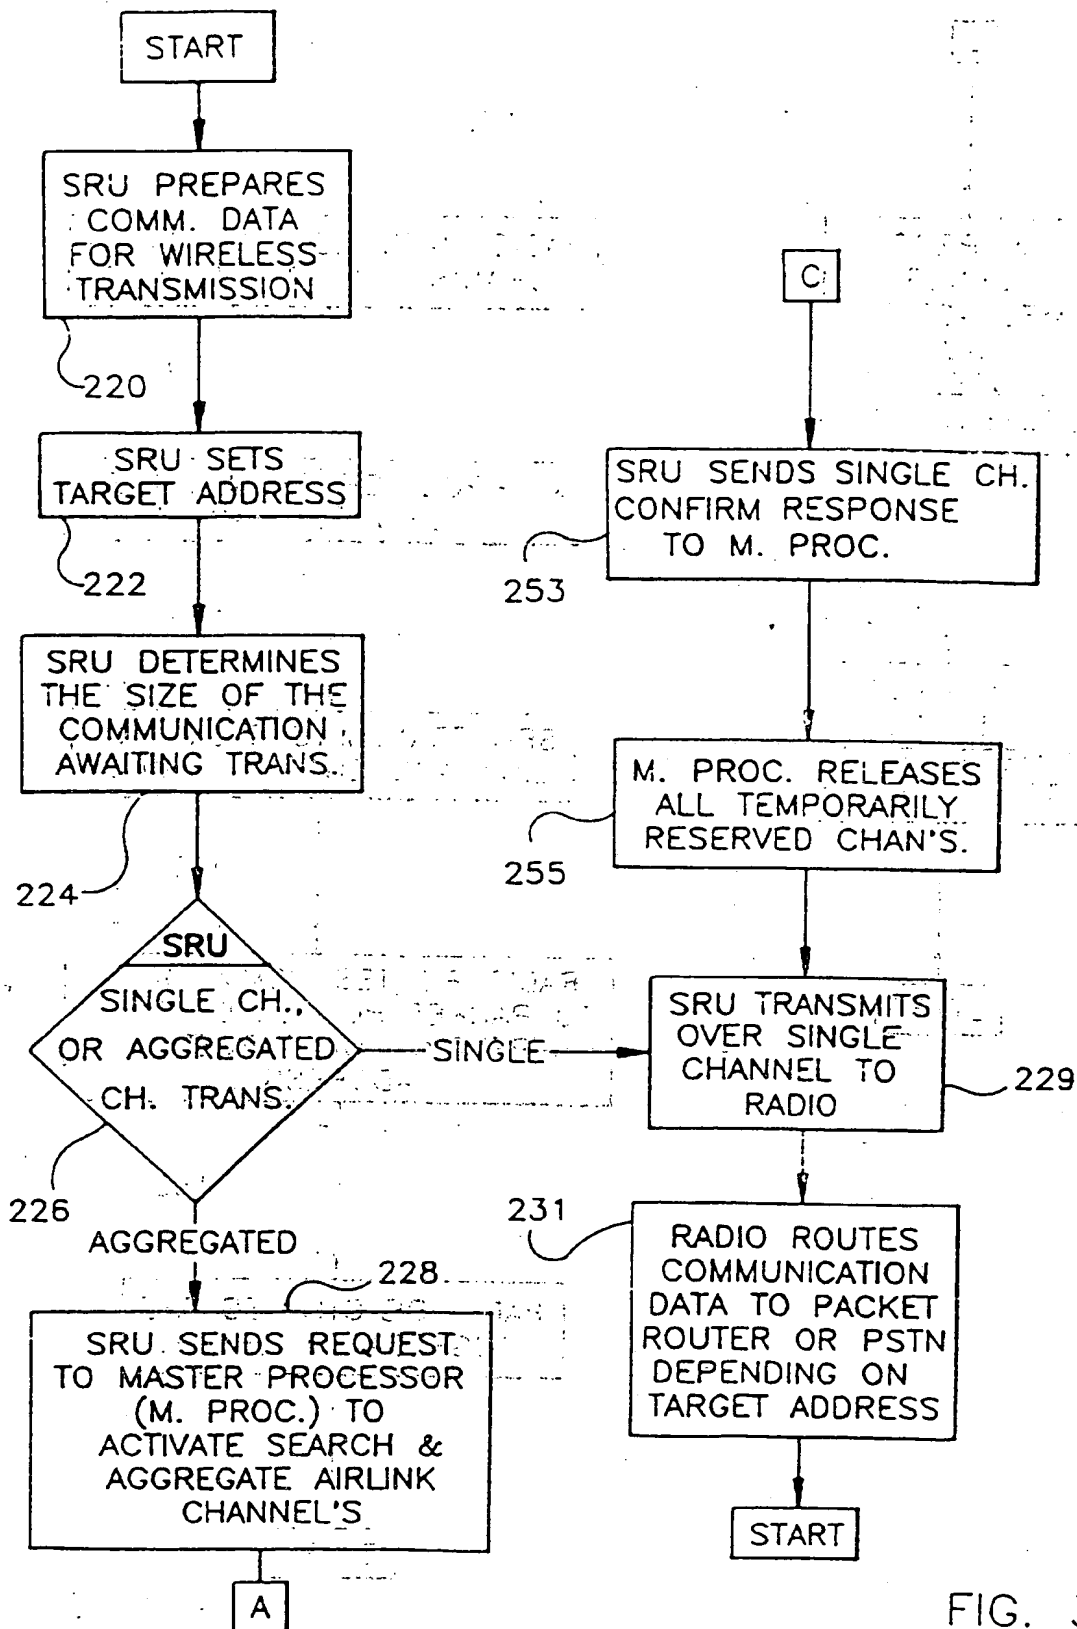 START
SRU PREPARES
COMM. DATA
FOR WIRELESS
TRANSMISSION
220
SRU SETS
TARGET ADDRESS
222
SRU DETERMINES
THE SIZE OF THE
COMMUNICATION
AWAITING TRANS.
224
SRU
SINGLE CH.,
OR AGGREGATED
CH. TRANS.
226
SINGLE
AGGREGATED
228
SRU SENDS REQUEST
TO MASTER PROCESSOR
(M. PROC.) TO
ACTIVATE SEARCH &
AGGREGATE AIRLINK
CHANNEL'S
A
C
SRU SENDS SINGLE CH.
CONFIRM RESPONSE
TO M. PROC.
253
M. PROC. RELEASES
ALL TEMPORARILY
RESERVED CHAN'S.
255
SRU TRANSMITS
OVER SINGLE
CHANNEL TO
RADIO
229
231
RADIO ROUTES
COMMUNICATION
DATA TO PACKET
ROUTER OR PSTN
DEPENDING ON
TARGET ADDRESS
START
FIG.